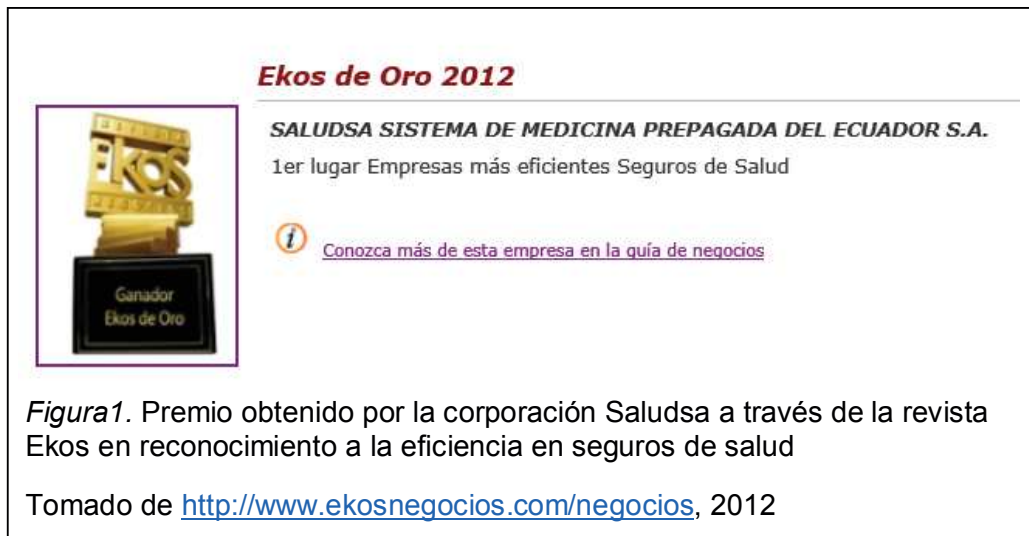 Ekos de Oro 2012
EKOS
Ganador
Ekos de Oro
SALUDSA SISTEMA DE MEDICINA PREPAGADA DEL ECUADOR S.A.
1er lugar Empresas más eficientes Seguros de Salud
i
Conozca más de esta empresa en la guía de negocios
Figura1. Premio obtenido por la corporación Saludsa a través de la revista
Ekos en reconocimiento a la eficiencia en seguros de salud
Tomado de http://www.ekosnegocios.com/negocios, 2012